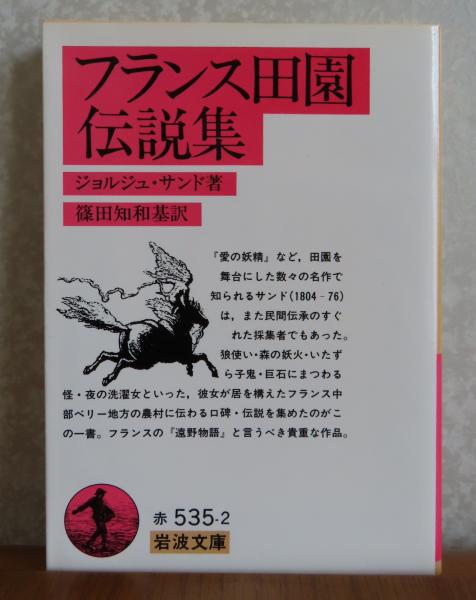 フランス田園
伝説集
ジョルジュ・サンド著
篠田知和基訳
『愛の妖精』など，田園を
舞台にした数々の名作で
知られるサンド(1804‐76)
は，また民間伝承のすぐ
れた採集者でもあった。
狼使い・森の妖火・いたず
ら子鬼・巨石にまつわる
怪・夜の洗濯女といった，彼女が居を構えたフランス中
部ベリー地方の農村に伝わる口碑・伝説を集めたのがこ
の一書。フランスの『遠野物語』と言うべき貴重な作品。
赤 535-2
岩波文庫